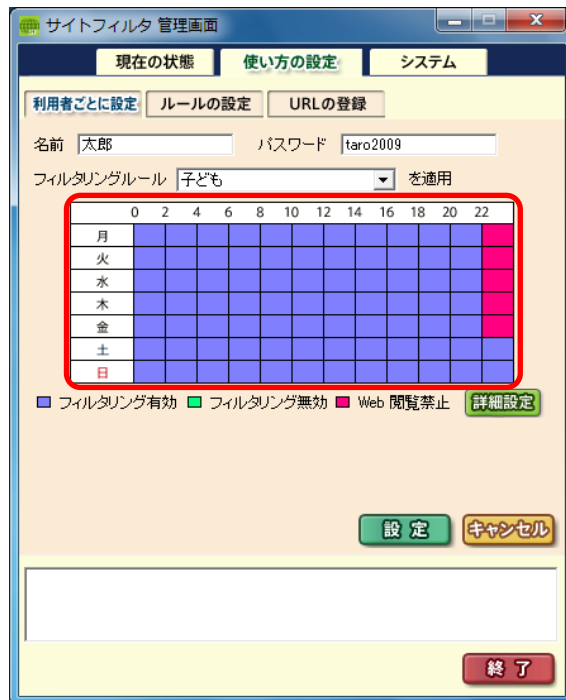 サイトフィルタ 管理画面
現在の状態 使い方の設定 システム
利用者ごとに設定 ルールの設定 URLの登録
名前 太郎 パスワード taro2009
フィルタリングルール 子ども を適用
0 2 4 6 8 10 12 14 16 18 20 22
月
火
水
木
金
土
日
フィルタリング有効 フィルタリング無効 Web 閲覧禁止 詳細設定
設 定 キャンセル
終 了